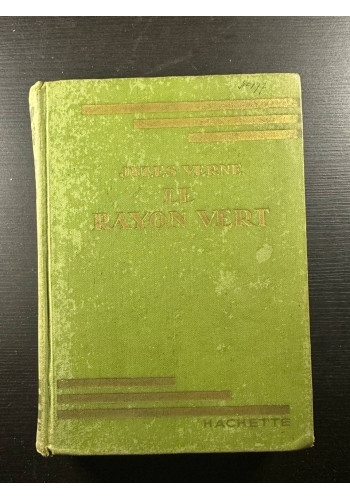 JULES VERNE
LE
RAYON VERT
HACHETTE